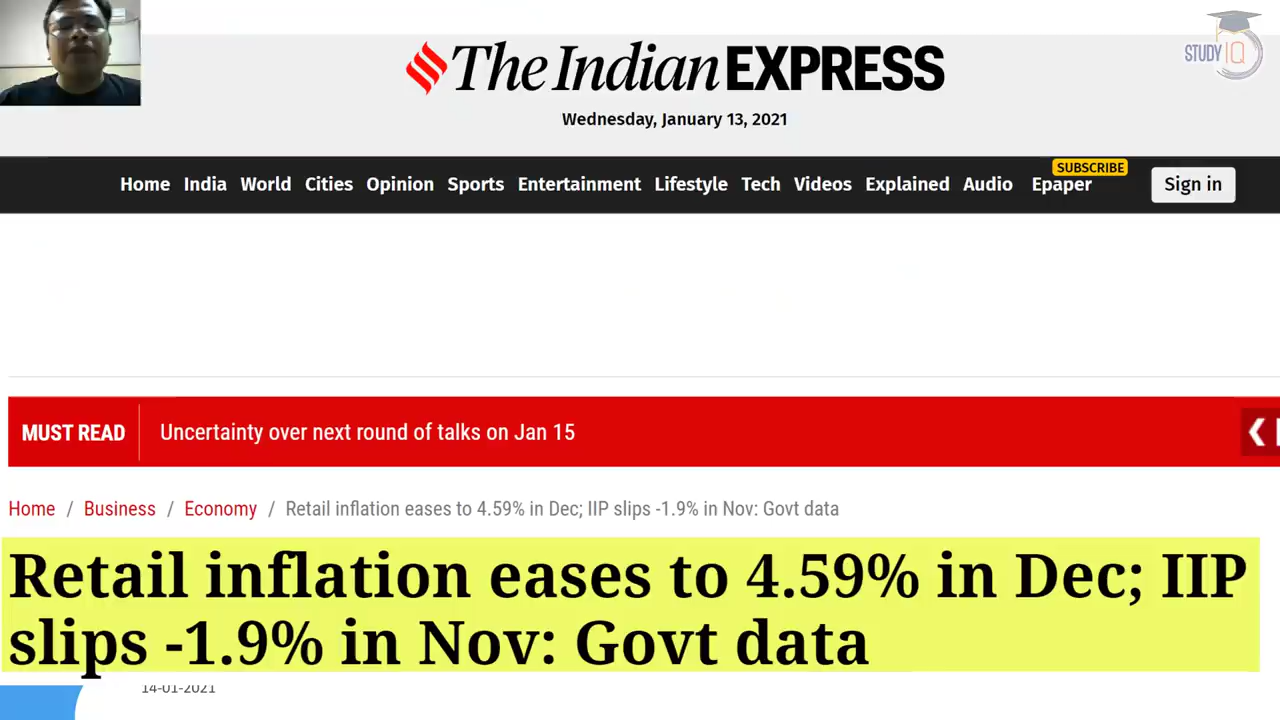 STUDY IQ
The Indian EXPRESS
Wednesday, January 13, 2021
SUBSCRIBE
Home India World Cities Opinion Sports Entertainment Lifestyle Tech Videos Explained Audio Epaper Sign in
MUST READ Uncertainty over next round of talks on Jan 15
Home / Business / Economy / Retail inflation eases to 4.59% in Dec; IIP slips -1.9% in Nov: Govt data
Retail inflation eases to 4.59% in Dec; IIP
slips -1.9% in Nov: Govt data
14-01-2021